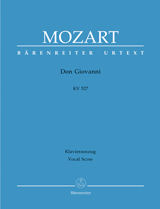 MOZART
BÄRENREITER URTEXT
Don Giovanni
KV 527
Klavierauszug
Vocal Score
Bärenreiter